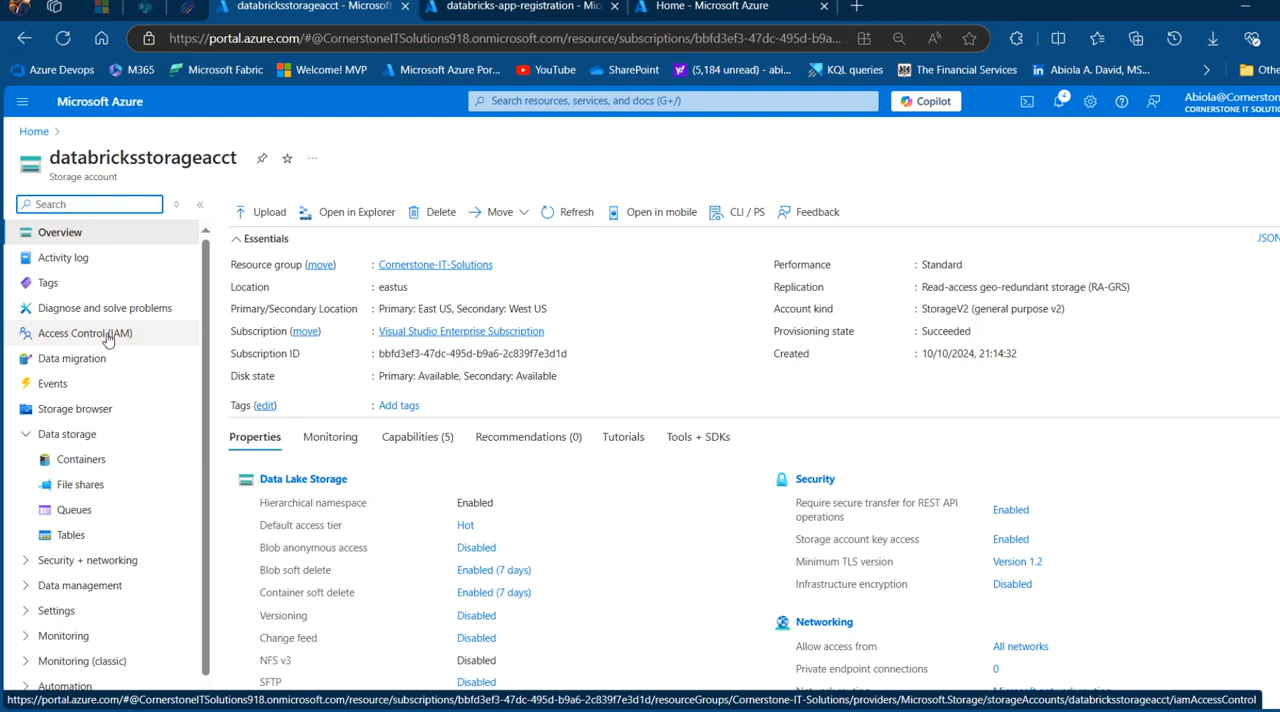 databricksstorageacct - Microsoft
databricks-app-registration - Mi
Home - Microsoft Azure
https://portal.azure.com/#@CornerstoneITSolutions918.onmicrosoft.com/resource/subscriptions/bbfd3ef3-47dc-495d-b9a...
Azure Devops
M365
Microsoft Fabric
Welcome! MVP
Microsoft Azure Por...
YouTube
SharePoint
(5,184 unread) - abi...
KQL queries
The Financial Services
Abiola A. David, MS...
Microsoft Azure
Search resources, services, and docs (G+/)
Copilot
4
Abiola@Cornerstone
CORNERSTONE IT SOLUTION
Home
databricksstorageacct
Storage account
Search
Upload
Open in Explorer
Delete
Move
Refresh
Open in mobile
CLI / PS
Feedback
Overview
Activity log
Tags
Diagnose and solve problems
Access Control (IAM)
Data migration
Events
Storage browser
Data storage
Containers
File shares
Queues
Tables
Security + networking
Data management
Settings
Monitoring
Monitoring (classic)
Automation
Essentials
JSON
Resource group (move) : Cornerstone-IT-Solutions
Location : eastus
Primary/Secondary Location : Primary: East US, Secondary: West US
Subscription (move) : Visual Studio Enterprise Subscription
Subscription ID : bbfd3ef3-47dc-495d-b9a6-2c839f7e3d1d
Disk state : Primary: Available, Secondary: Available
Tags (edit) : Add tags
Performance : Standard
Replication : Read-access geo-redundant storage (RA-GRS)
Account kind : StorageV2 (general purpose v2)
Provisioning state : Succeeded
Created : 10/10/2024, 21:14:32
Properties
Monitoring
Capabilities (5)
Recommendations (0)
Tutorials
Tools + SDKs
Data Lake Storage
Hierarchical namespace Enabled
Default access tier Hot
Blob anonymous access Disabled
Blob soft delete Enabled (7 days)
Container soft delete Enabled (7 days)
Versioning Disabled
Change feed Disabled
NFS v3 Disabled
SFTP Disabled
Security
Require secure transfer for REST API
operations Enabled
Storage account key access Enabled
Minimum TLS version Version 1.2
Infrastructure encryption Disabled
Networking
Allow access from All networks
Private endpoint connections 0
https://portal.azure.com/#@CornerstoneITSolutions918.onmicrosoft.com/resource/subscriptions/bbfd3ef3-47dc-495d-b9a6-2c839f7e3d1d/resourceGroups/Cornerstone-IT-Solutions/providers/Microsoft.Storage/storageAccounts/databricksstorageacct/iamAccessControl